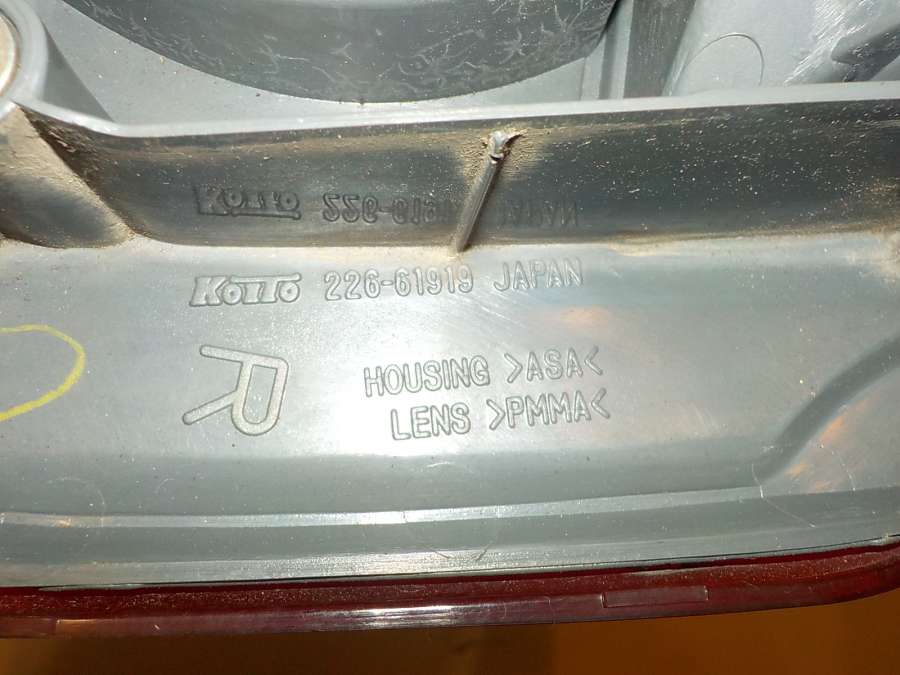 KOITO 226-61919 JAPAN
R
HOUSING >ASA<
LENS >PMMA<